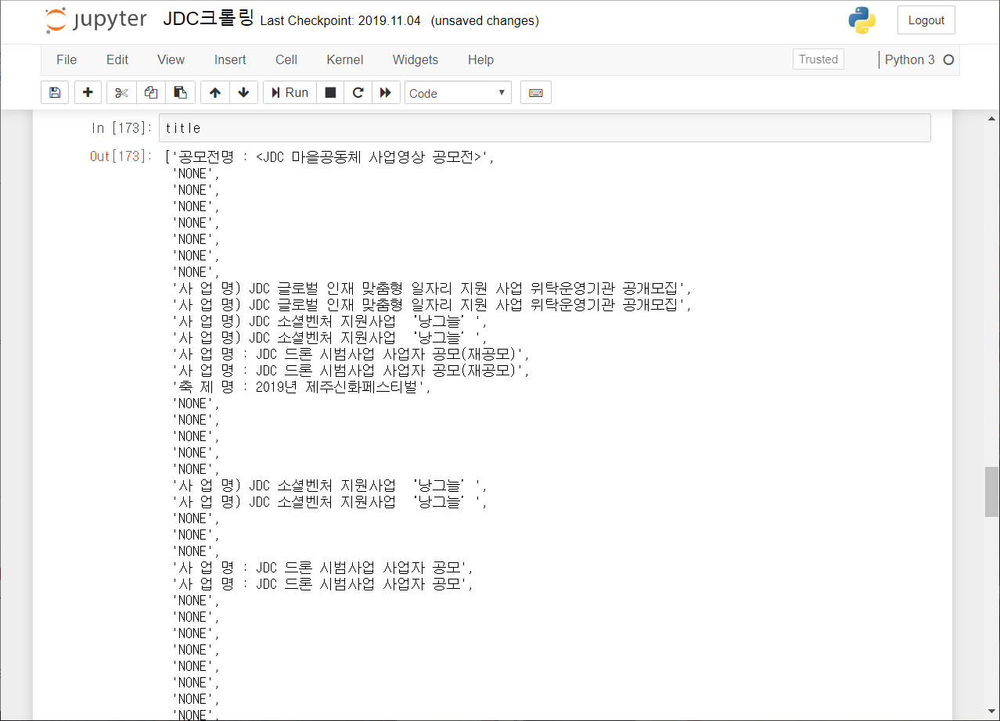 jupyter JDC크롤링 Last Checkpoint: 2019.11.04 (unsaved changes) Logout
File Edit View Insert Cell Kernel Widgets Help Trusted Python 3
Run Code
In [173]: title
Out[173]: ['공모전명 : <JDC 마을공동체 사업영상 공모전>',
'NONE',
'NONE',
'NONE',
'NONE',
'NONE',
'NONE',
'NONE',
'사 업 명) JDC 글로벌 인재 맞춤형 일자리 지원 사업 위탁운영기관 공개모집',
'사 업 명) JDC 글로벌 인재 맞춤형 일자리 지원 사업 위탁운영기관 공개모집',
'사 업 명) JDC 소셜벤처 지원사업 ‘낭그늘’',
'사 업 명) JDC 소셜벤처 지원사업 ‘낭그늘’',
'사 업 명 : JDC 드론 시범사업 사업자 공모(재공모)',
'사 업 명 : JDC 드론 시범사업 사업자 공모(재공모)',
'축 제 명 : 2019년 제주신화페스티벌',
'NONE',
'NONE',
'NONE',
'NONE',
'NONE',
'사 업 명) JDC 소셜벤처 지원사업 ‘낭그늘’',
'사 업 명) JDC 소셜벤처 지원사업 ‘낭그늘’',
'NONE',
'NONE',
'NONE',
'사 업 명 : JDC 드론 시범사업 사업자 공모',
'사 업 명 : JDC 드론 시범사업 사업자 공모',
'NONE',
'NONE',
'NONE',
'NONE',
'NONE',
'NONE',
'NONE',
'NONE',